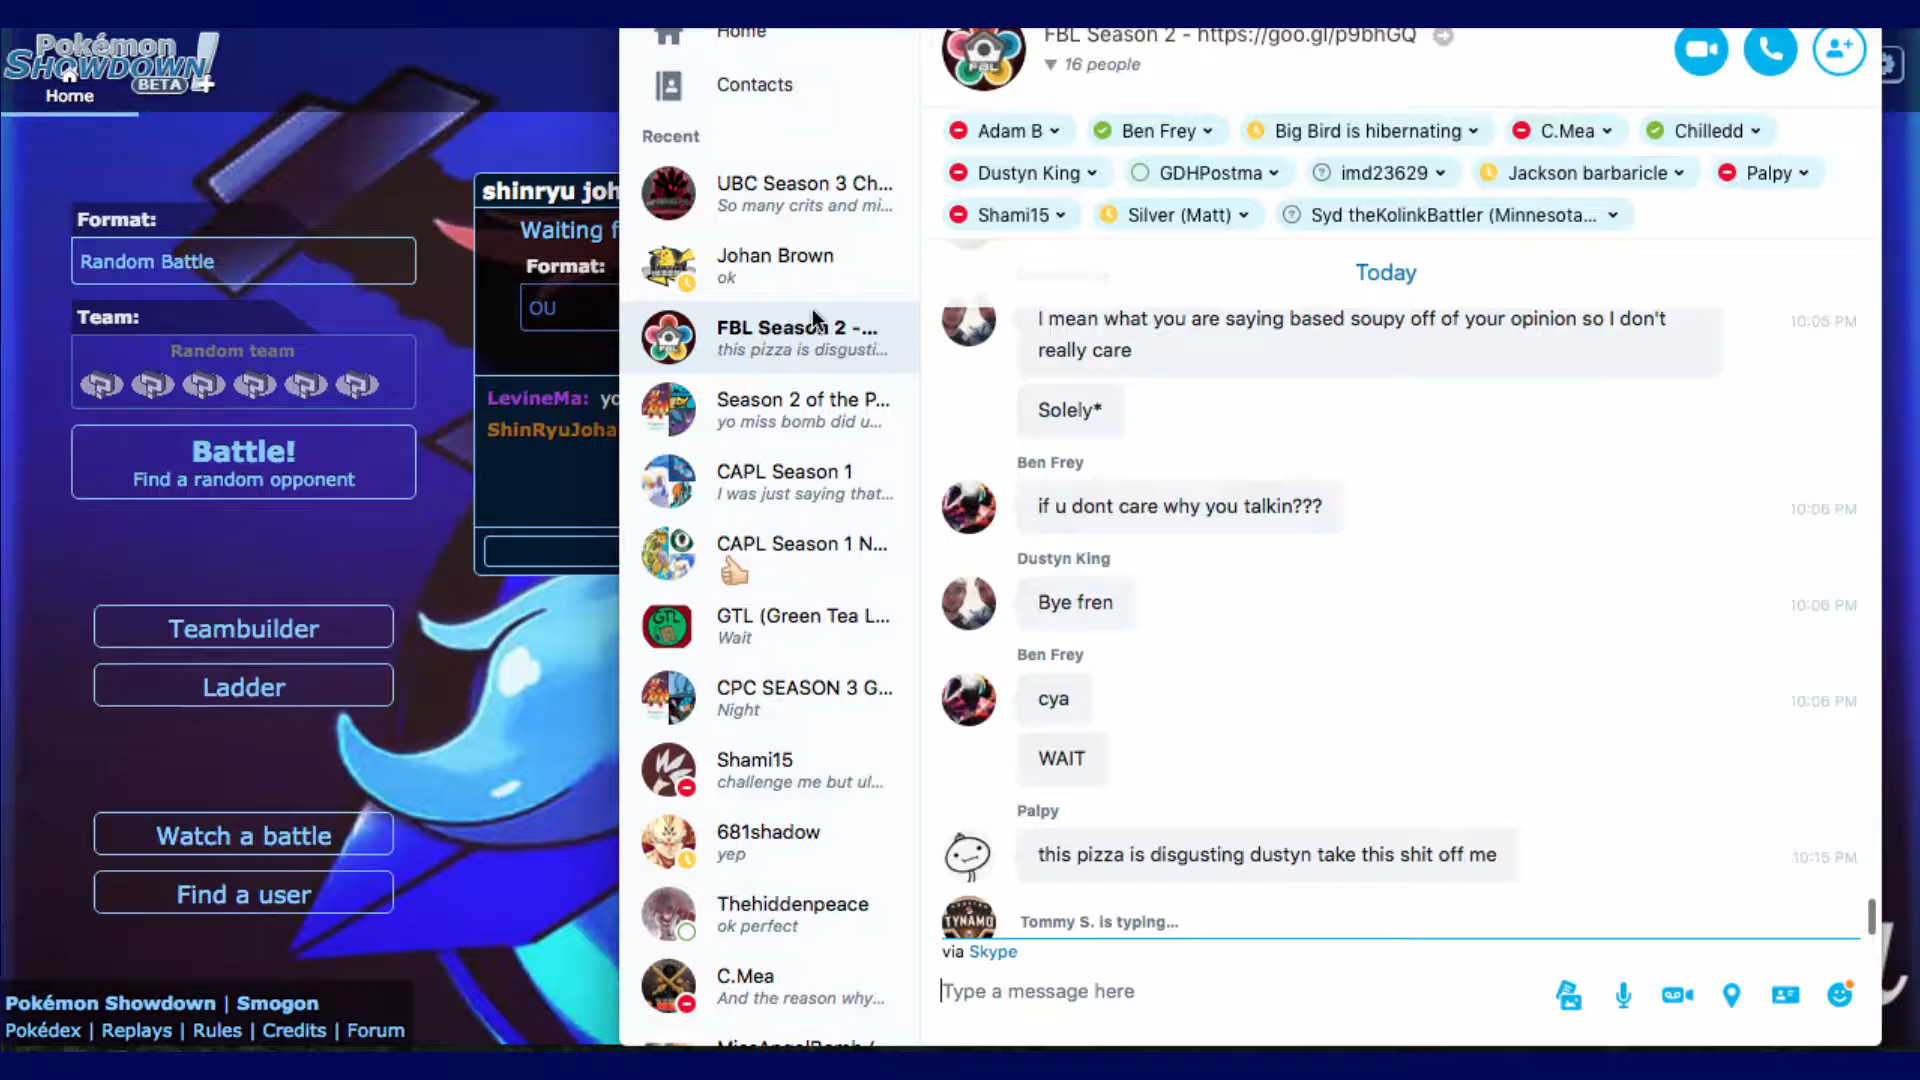 Pokémon
SHOWDOWN!
BETA
Home
Format:
Random Battle
Team:
Random team
Battle!
Find a random opponent
Teambuilder
Ladder
Watch a battle
Find a user
Pokémon Showdown | Smogon
Pokédex | Replays | Rules | Credits | Forum
shinryu joh
Waiting f
Format:
OU
LevineMa: yo
ShinRyuJoha
Home
Contacts
Recent
UBC Season 3 Ch...
So many crits and mi...
Johan Brown
ok
FBL Season 2 -...
this pizza is disgusti...
Season 2 of the P...
yo miss bomb did u...
CAPL Season 1
I was just saying that...
CAPL Season 1 N...
GTL
GTL (Green Tea L...
Wait
CPC SEASON 3 G...
Night
Shami15
challenge me but ul...
681shadow
yep
Thehiddenpeace
ok perfect
C.Mea
And the reason why...
MissAngelBomb (
FBL
FBL Season 2 - https://goo.gl/p9bhGQ
16 people
Adam B
Ben Frey
Big Bird is hibernating
C.Mea
Chilledd
Dustyn King
GDHPostma
imd23629
Jackson barbaricle
Palpy
Shami15
Silver (Matt)
Syd theKolinkBattler (Minnesota...
Today
I mean what you are saying based soupy off of your opinion so I don't
really care
10:05 PM
Solely*
Ben Frey
if u dont care why you talkin???
10:06 PM
Dustyn King
Bye fren
10:06 PM
Ben Frey
cya
10:06 PM
WAIT
Palpy
this pizza is disgusting dustyn take this shit off me
10:15 PM
TYNAMO
Tommy S. is typing...
via Skype
Type a message here